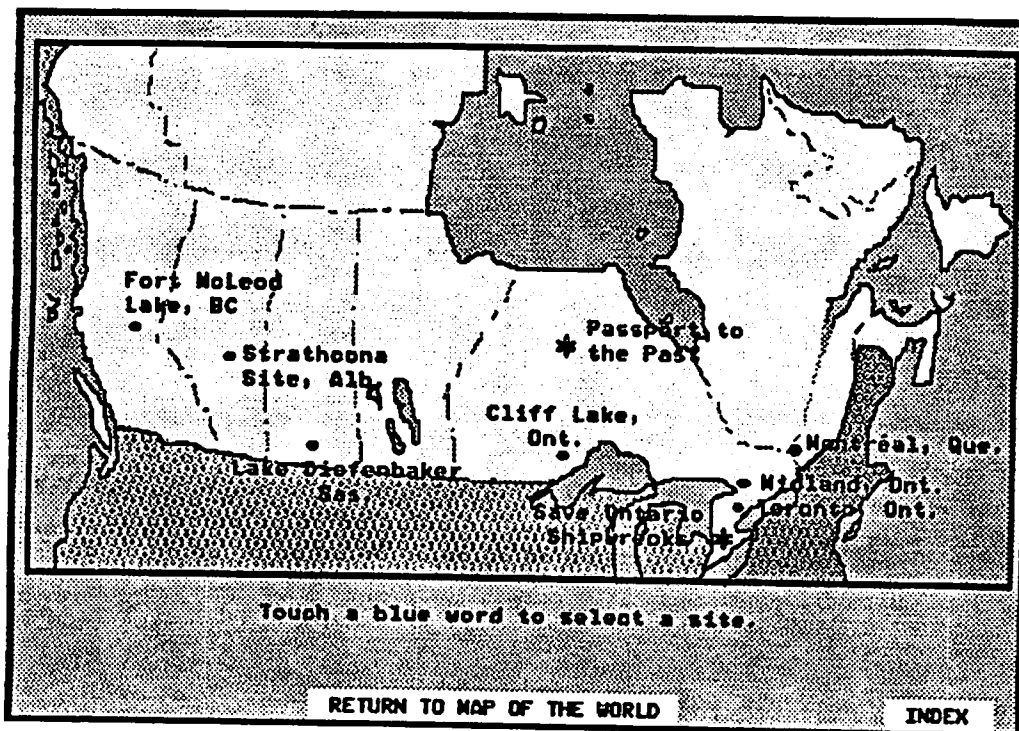 Fort McLeod
Lake, BC
Strathcona
Site, Alb.
Passport to
the Past
Cliff Lake,
Ont.
Lake Diefenbaker
Sas.
Montréal, Que.
Midland, Ont.
Toronto, Ont.
Save Ontario
Shipwrecks
Touch a blue word to select a site.
RETURN TO MAP OF THE WORLD
INDEX